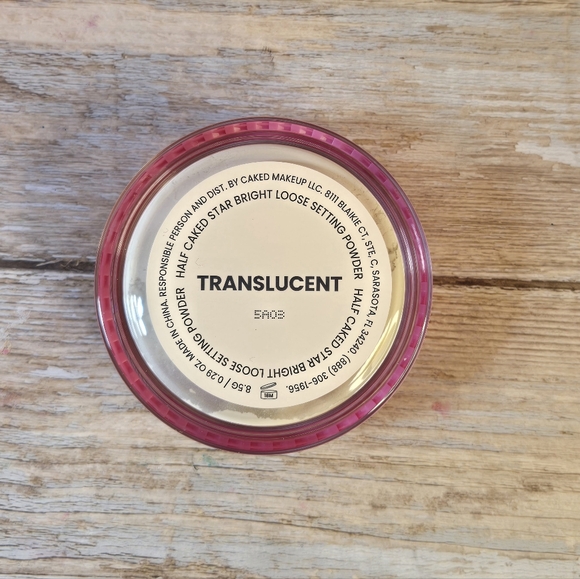 8.5G / 0.29 OZ. MADE IN CHINA. RESPONSIBLE PERSON AND DIST. BY CAKED MAKEUP LLC. 8111 BLAIKIE CT, STE, C, SARASOTA, FL 34240. (888) 306-1956.
HALF CAKED STAR BRIGHT LOOSE SETTING POWDER
HALF CAKED STAR BRIGHT LOOSE SETTING POWDER
TRANSLUCENT
5A03